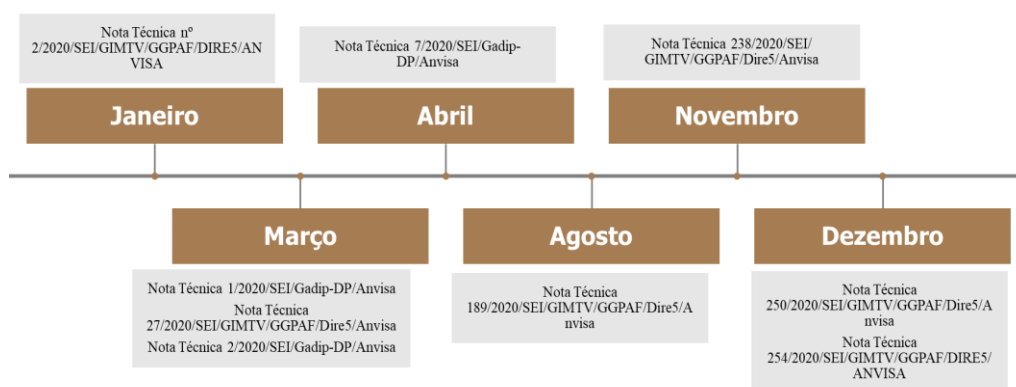 Nota Técnica nº
2/2020/SEI/GIMTV/GGPAF/DIRE5/AN
VISA
Janeiro
Nota Técnica 7/2020/SEI/Gadip-
DP/Anvisa
Abril
Nota Técnica 238/2020/SEI/
GIMTV/GGPAF/Dire5/Anvisa
Novembro
Março
Nota Técnica 1/2020/SEI/Gadip-DP/Anvisa
Nota Técnica
27/2020/SEI/GIMTV/GGPAF/Dire5/Anvisa
Nota Técnica 2/2020/SEI/Gadip-DP/Anvisa
Agosto
Nota Técnica
189/2020/SEI/GIMTV/GGPAF/Dire5/A
nvisa
Dezembro
Nota Técnica
250/2020/SEI/GIMTV/GGPAF/Dire5/A
nvisa
Nota Técnica
254/2020/SEI/GIMTV/GGPAF/DIRE5/
ANVISA